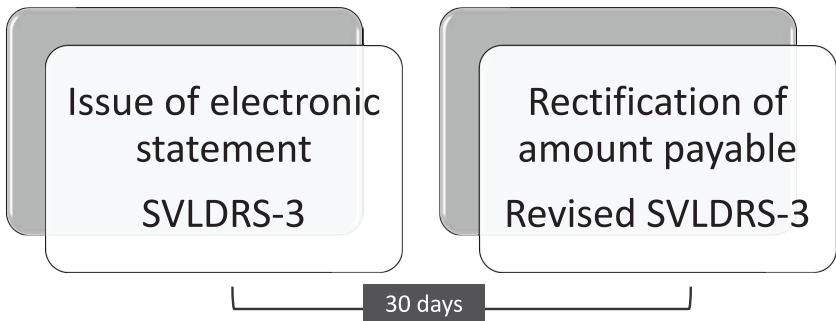 Issue of electronic
statement
SVLDRS-3
Rectification of
amount payable
Revised SVLDRS-3
30 days